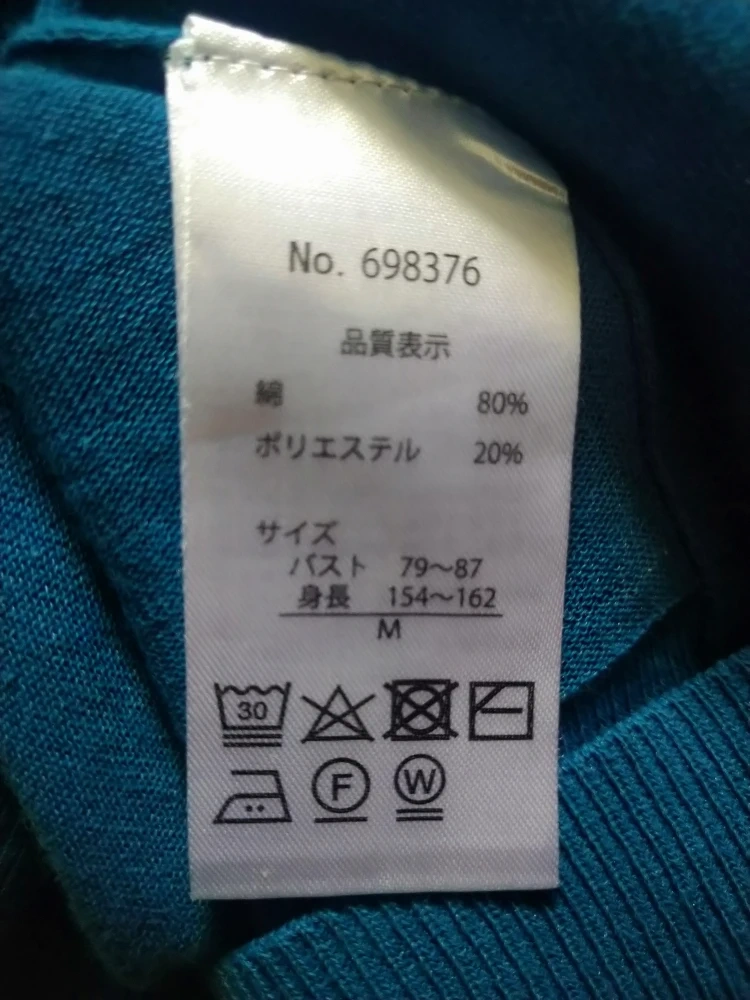 No. 698376
品質表示
綿 80%
ポリエステル 20%
サイズ
バスト 79～87
身長 154～162
M
30
F W